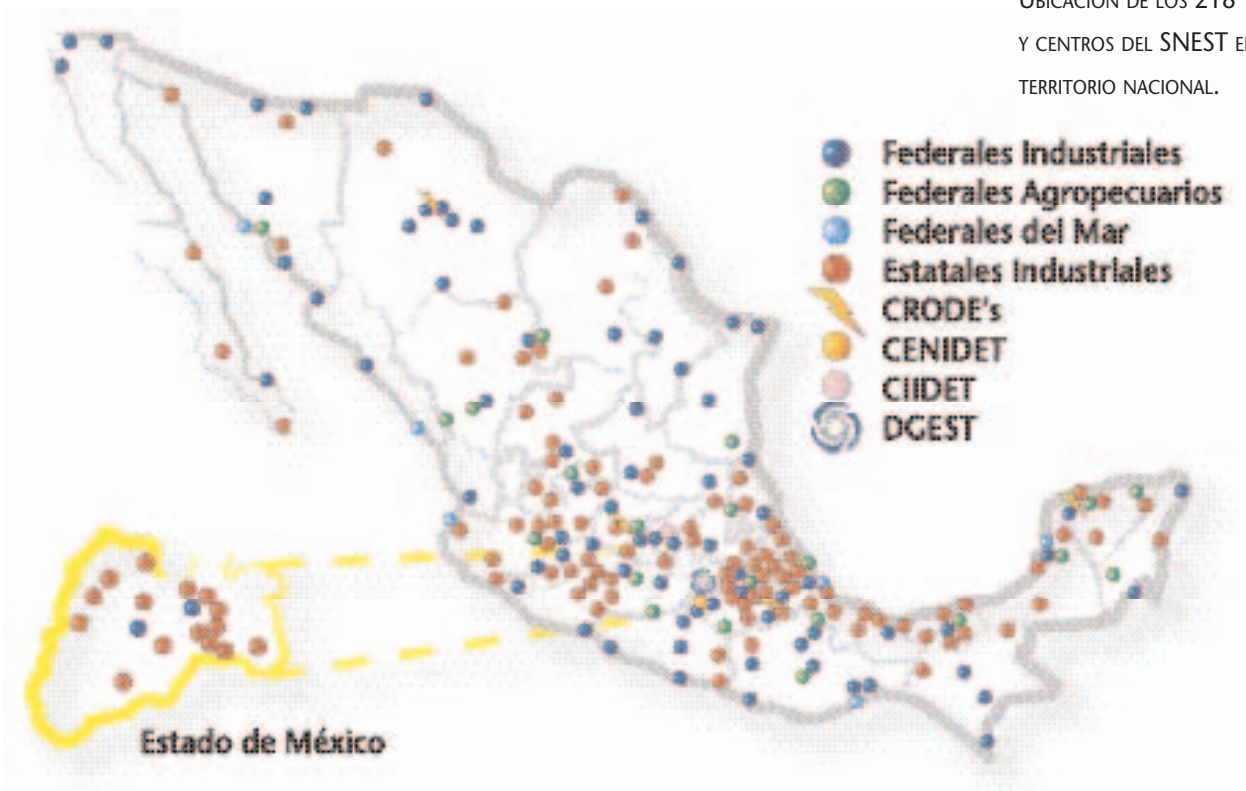 UBICACIÓN DE LOS 218
Y CENTROS DEL SNEST
TERRITORIO NACIONAL.
Federales Industriales
Federales Agropecuarios
Federales del Mar
Estatales Industriales
CRODE's
CENIDET
CIIDET
DGEST
Estado de México